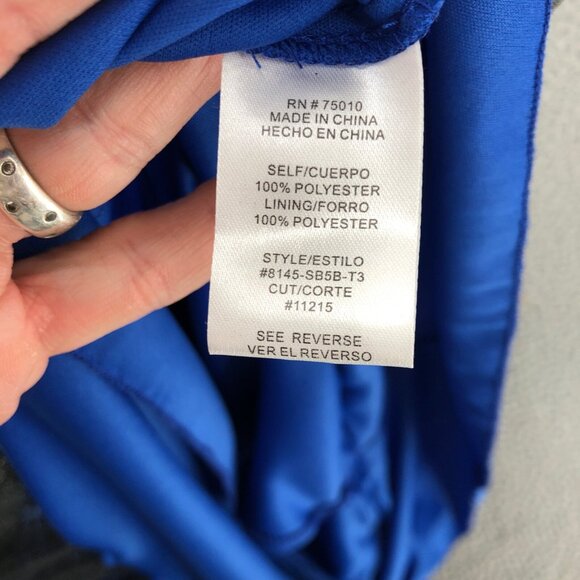 RN # 75010
MADE IN CHINA
HECHO EN CHINA
SELF/CUERPO
100% POLYESTER
LINING/FORRO
100% POLYESTER
STYLE/ESTILO
#8145-SB5B-T3
CUT/CORTE
#11215
SEE REVERSE
VER EL REVERSO